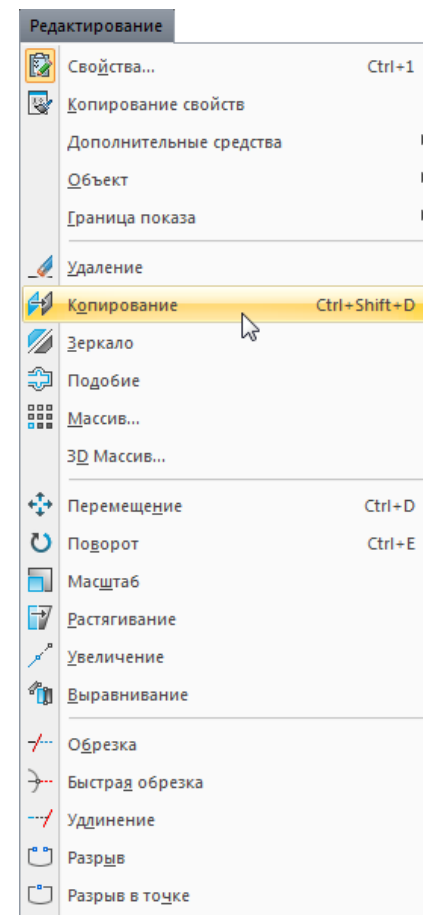 Редактирование
Свойства... Ctrl+1
Копирование свойств
Дополнительные средства
Объект
Граница показа
Удаление
Копирование Ctrl+Shift+D
Зеркало
Подобие
Массив...
3D Массив...
Перемещение Ctrl+D
Поворот Ctrl+E
Масштаб
Растягивание
Увеличение
Выравнивание
Обрезка
Быстрая обрезка
Удлинение
Разрыв
Разрыв в точке